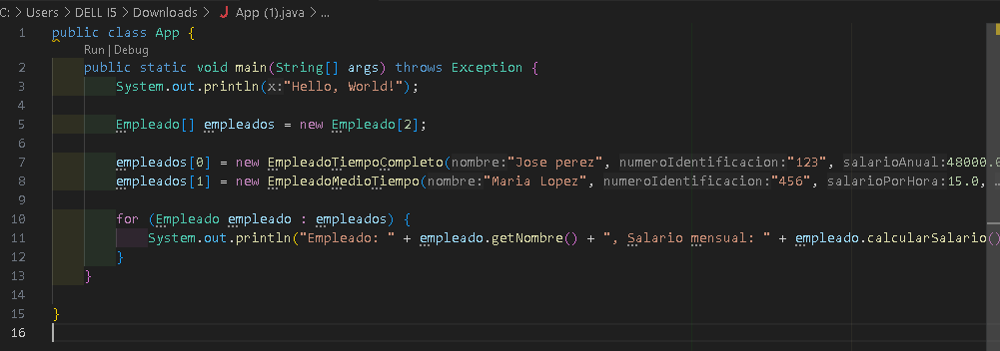 C: > Users > DELL I5 > Downloads > J App (1).java > ...
1 public class App {
Run | Debug
2 public static void main(String[] args) throws Exception {
3 System.out.println(x:"Hello, World!");
4
5 Empleado[] empleados = new Empleado[2];
6
7 empleados[0] = new EmpleadoTiempoCompleto(nombre:"Jose perez", numeroIdentificacion:"123", salarioAnual:48000.0
8 empleados[1] = new EmpleadoMedioTiempo(nombre:"Maria Lopez", numeroIdentificacion:"456", salarioPorHora:15.0, ...
9
10 for (Empleado empleado : empleados) {
11 System.out.println("Empleado: " + empleado.getNombre() + ", Salario mensual: " + empleado.calcularSalario()
12 }
13 }
14
15 }
16